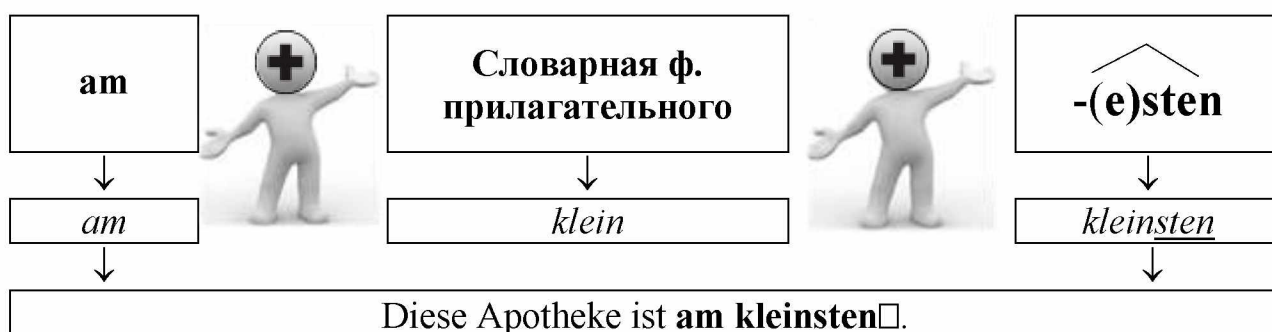 am
Словарная ф.
прилагательного
-(e)sten
am
klein
kleinsten
Diese Apotheke ist am kleinsten□.